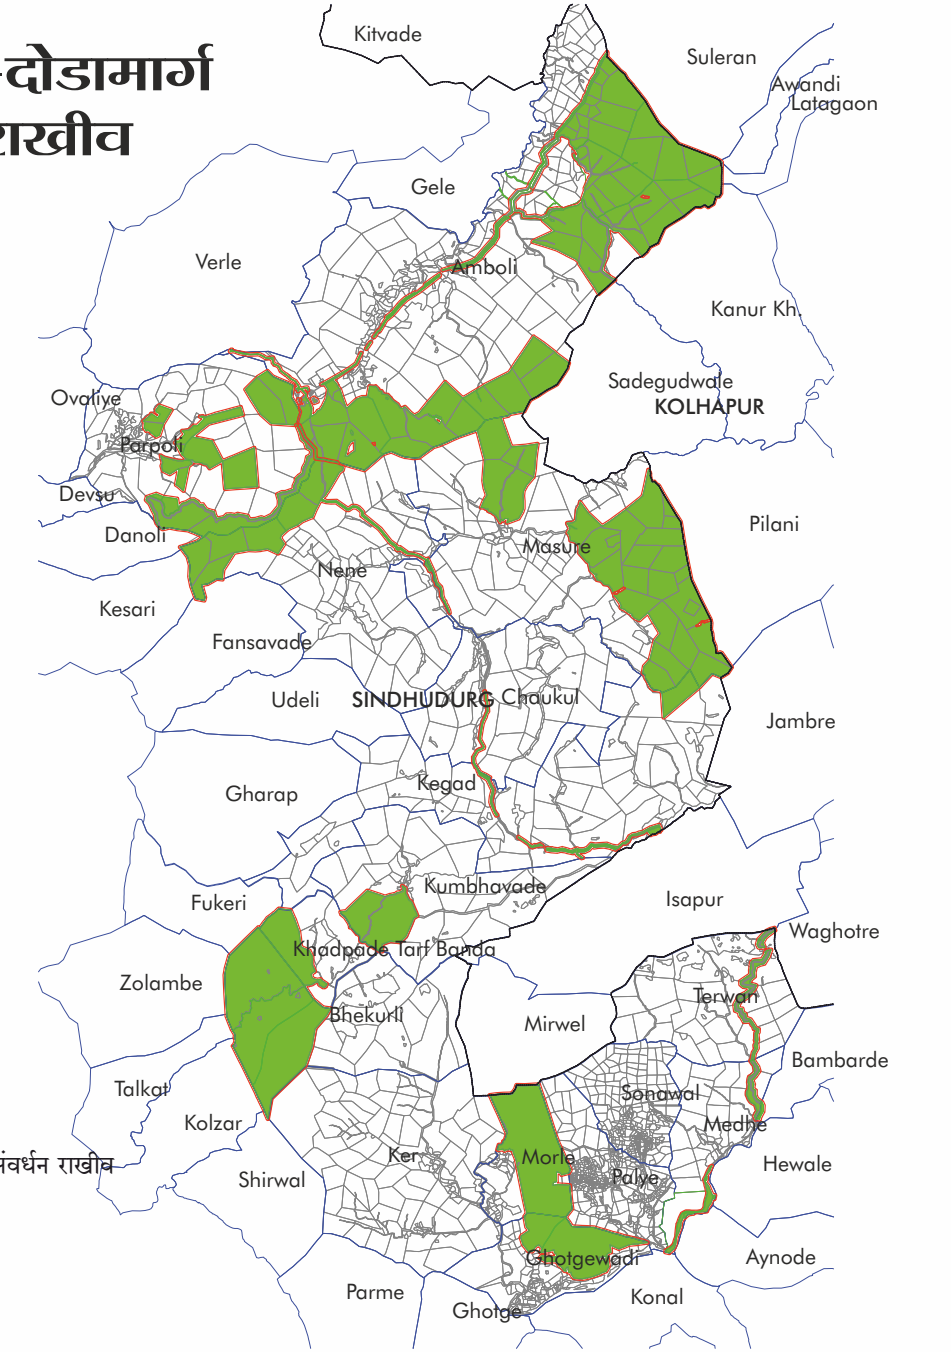 Kitvade
Suleran
-दोडामार्ग
Awandi
Latagaon
राखीव
Gele
Verle
Amboli
Kanur Kh.
Sadegudwale
Ovaliye
KOLHAPUR
Parpoli
Devsu
Pilani
Danoli
Masure
Nene
Kesari
Fansavade
Udeli
SINDHUDURG
Chaukul
Jambre
Kegad
Gharap
Kumbhavade
Fukeri
Isapur
Waghotre
Khadpade Tarf Banda
Zolambe
Terwan
Bhekurli
Mirwel
Bambarde
Talkat
Sonawal
Kolzar
Medhe
Ker
Morle
संवर्धन राखीव
Hewale
Shirwal
Palye
Ghotgewadi
Aynode
Parme
Konal
Ghotge